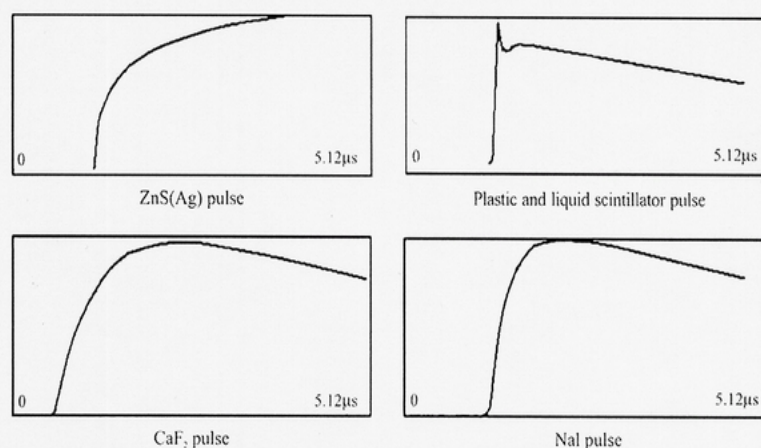 0 5.12μs
ZnS(Ag) pulse
0 5.12μs
Plastic and liquid scintillator pulse
0 5.12μs
CaF₂ pulse
0 5.12μs
NaI pulse